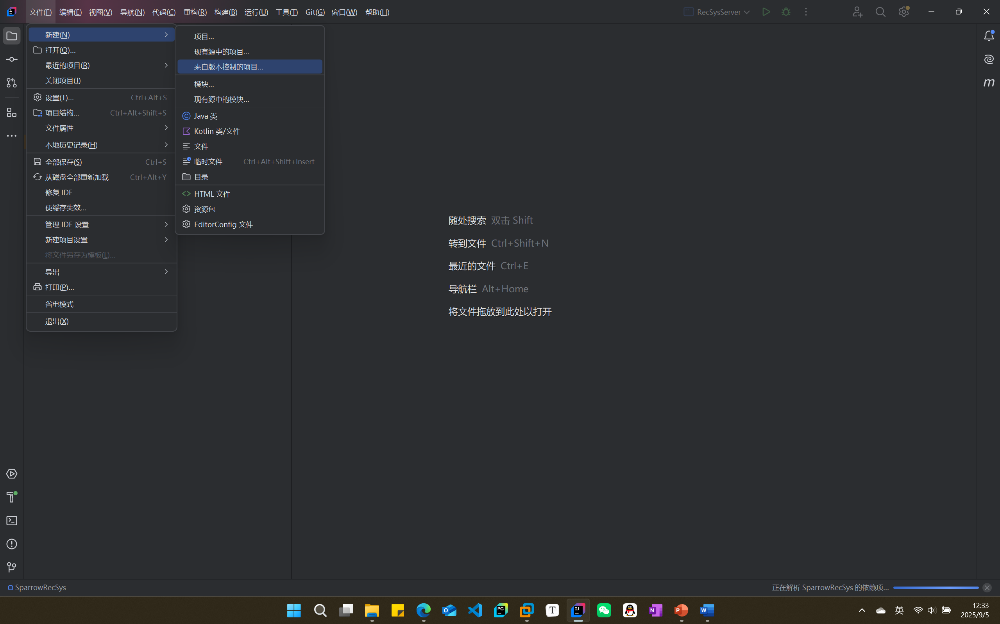 文件(F) 编辑(E) 视图(V) 导航(N) 代码(C) 重构(R) 构建(B) 运行(U) 工具(T) Git(G) 窗口(W) 帮助(H) RecSysServer
新建(N)
打开(O)...
最近的项目(R)
关闭项目(J)
设置(T)... Ctrl+Alt+S
项目结构... Ctrl+Alt+Shift+S
文件属性
本地历史记录(H)
全部保存(S) Ctrl+S
从磁盘全部重新加载 Ctrl+Alt+Y
修复 IDE
使缓存失效...
管理 IDE 设置
新建项目设置
将文件另存为模板(L)...
导出
打印(P)...
省电模式
退出(X)
项目...
现有源中的项目...
来自版本控制的项目...
模块...
现有源中的模块...
Java 类
Kotlin 类/文件
文件
临时文件 Ctrl+Alt+Shift+Insert
目录
HTML 文件
资源包
EditorConfig 文件
随处搜索 双击 Shift
转到文件 Ctrl+Shift+N
最近的文件 Ctrl+E
导航栏 Alt+Home
将文件拖放到此处以打开
m
SparrowRecSys
正在解析 SparrowRecSys 的依赖项...
英
12:33
2025/9/5